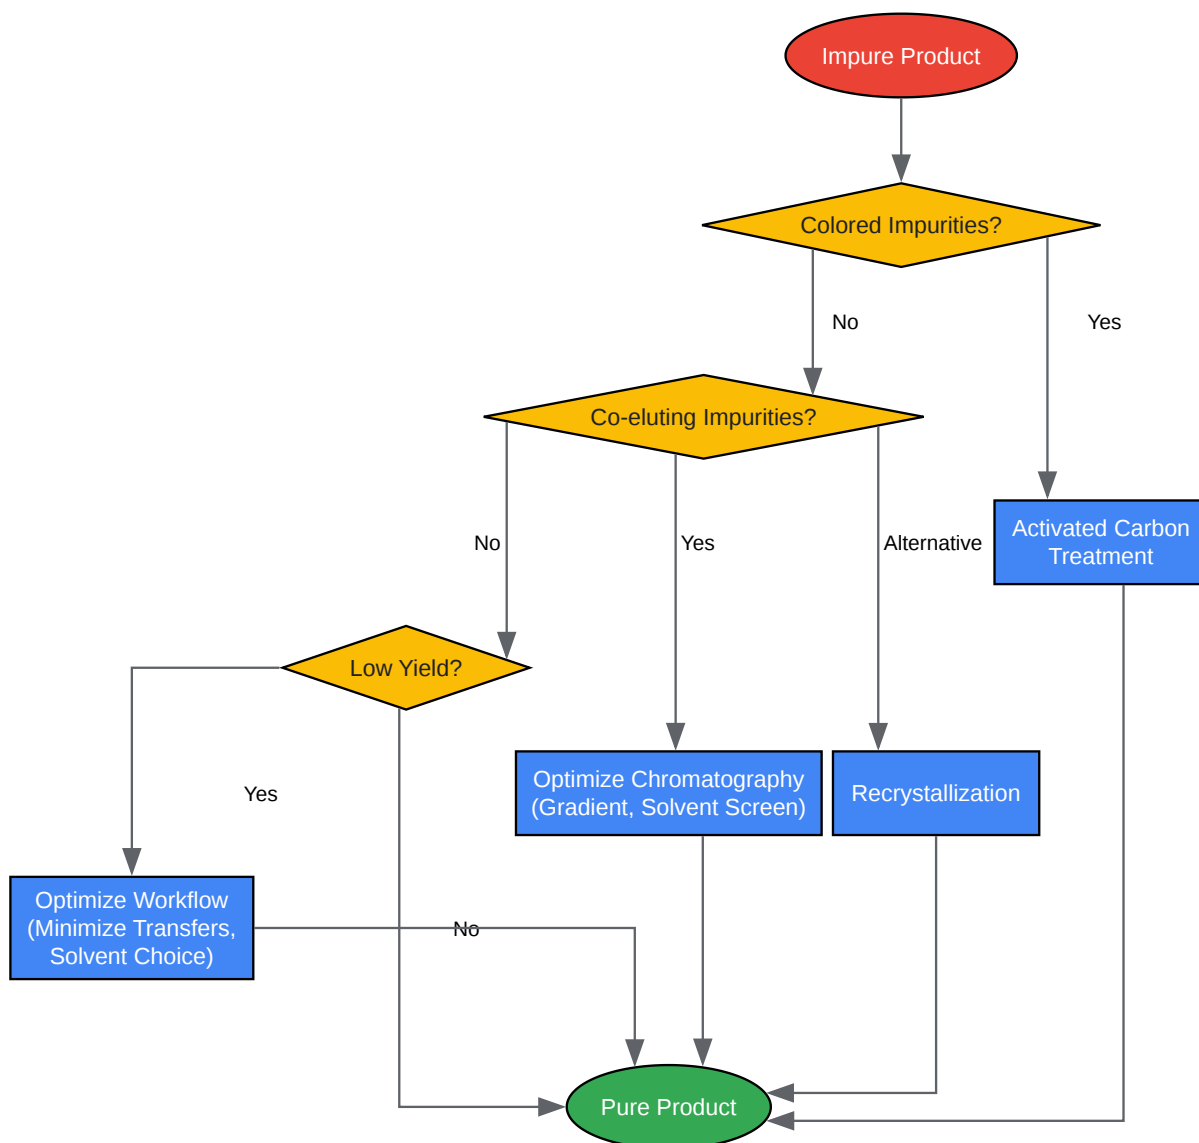 Impure Product
Colored Impurities?
No
Yes
Co-eluting Impurities?
No
Yes
Alternative
Activated Carbon
Treatment
Low Yield?
Optimize Chromatography
(Gradient, Solvent Screen)
Recrystallization
Yes
Optimize Workflow
(Minimize Transfers,
Solvent Choice)
No
Pure Product